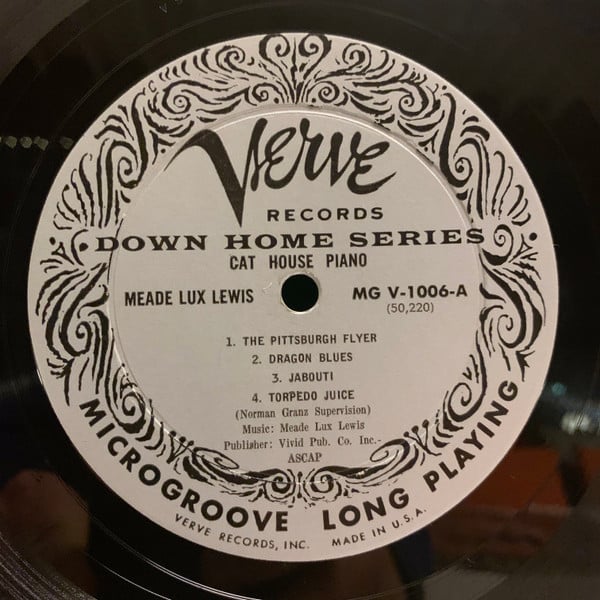 Verve
RECORDS
• DOWN HOME SERIES •
CAT HOUSE PIANO
MEADE LUX LEWIS
MG V-1006-A
(50,220)
1. THE PITTSBURGH FLYER
2. DRAGON BLUES
3. JABOUTI
4. TORPEDO JUICE
(Norman Granz Supervision)
Music: Meade Lux Lewis
Publisher: Vivid Pub. Co. Inc.-
ASCAP
MICROGROOVE LONG PLAYING
VERVE RECORDS, INC. MADE IN U.S.A.